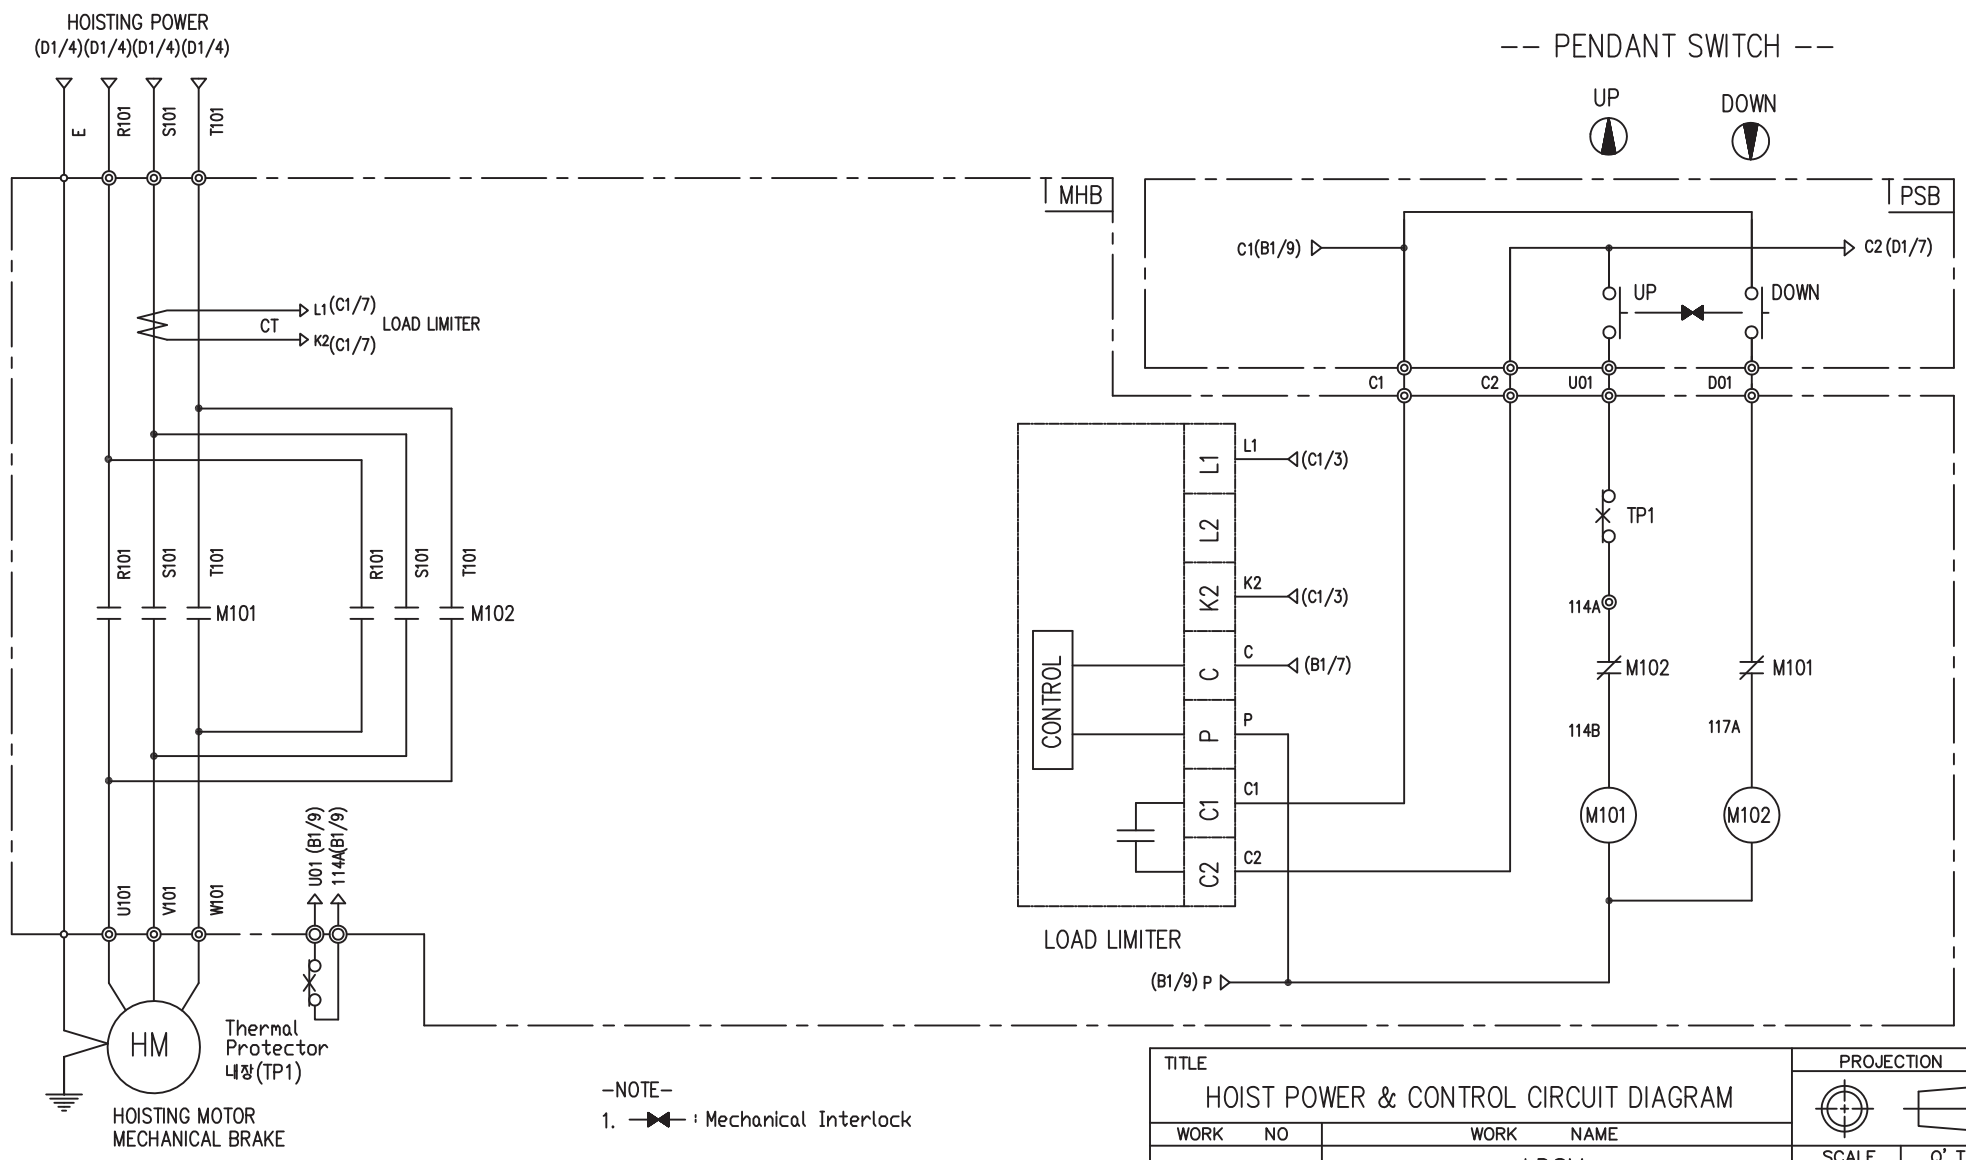 HOISTING POWER
(D1/4)(D1/4)(D1/4)(D1/4)
E
R101
S101
T101
-- PENDANT SWITCH --
UP
DOWN
MHB
PSB
C1(B1/9)
C2(D1/7)
UP
DOWN
L1(C1/7)
CT
LOAD LIMITER
K2(C1/7)
C1
C2
U01
D01
L1
L1
(C1/3)
L2
K2
K2
(C1/3)
C
C
(B1/7)
P
P
C1
C1
C2
C2
CONTROL
LOAD LIMITER
(B1/9) P
TP1
114A
M102
M101
114B
117A
M101
M102
R101
S101
T101
R101
S101
T101
M101
M102
U101
V101
W101
U01 (B1/9)
114A(B1/9)
HM
Thermal
Protector
내장(TP1)
HOISTING MOTOR
MECHANICAL BRAKE
-NOTE-
1. : Mechanical Interlock
TITLE
HOIST POWER & CONTROL CIRCUIT DIAGRAM
PROJECTION
WORK NO
WORK NAME
SCALE